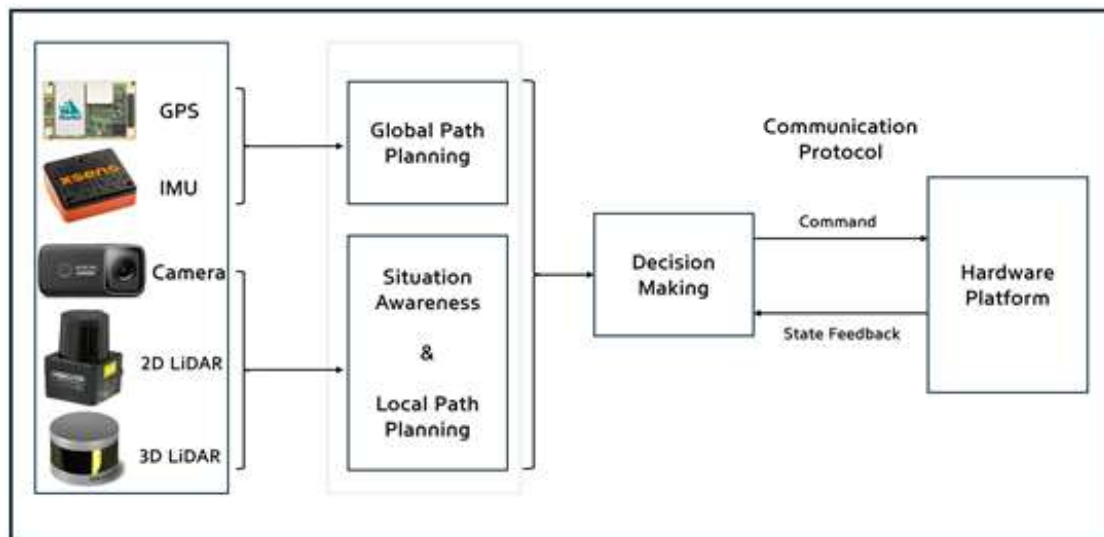 GPS
IMU
xsens
Camera
2D LiDAR
3D LiDAR
Global Path
Planning
Situation
Awareness
&
Local Path
Planning
Decision
Making
Communication
Protocol
Command
State Feedback
Hardware
Platform